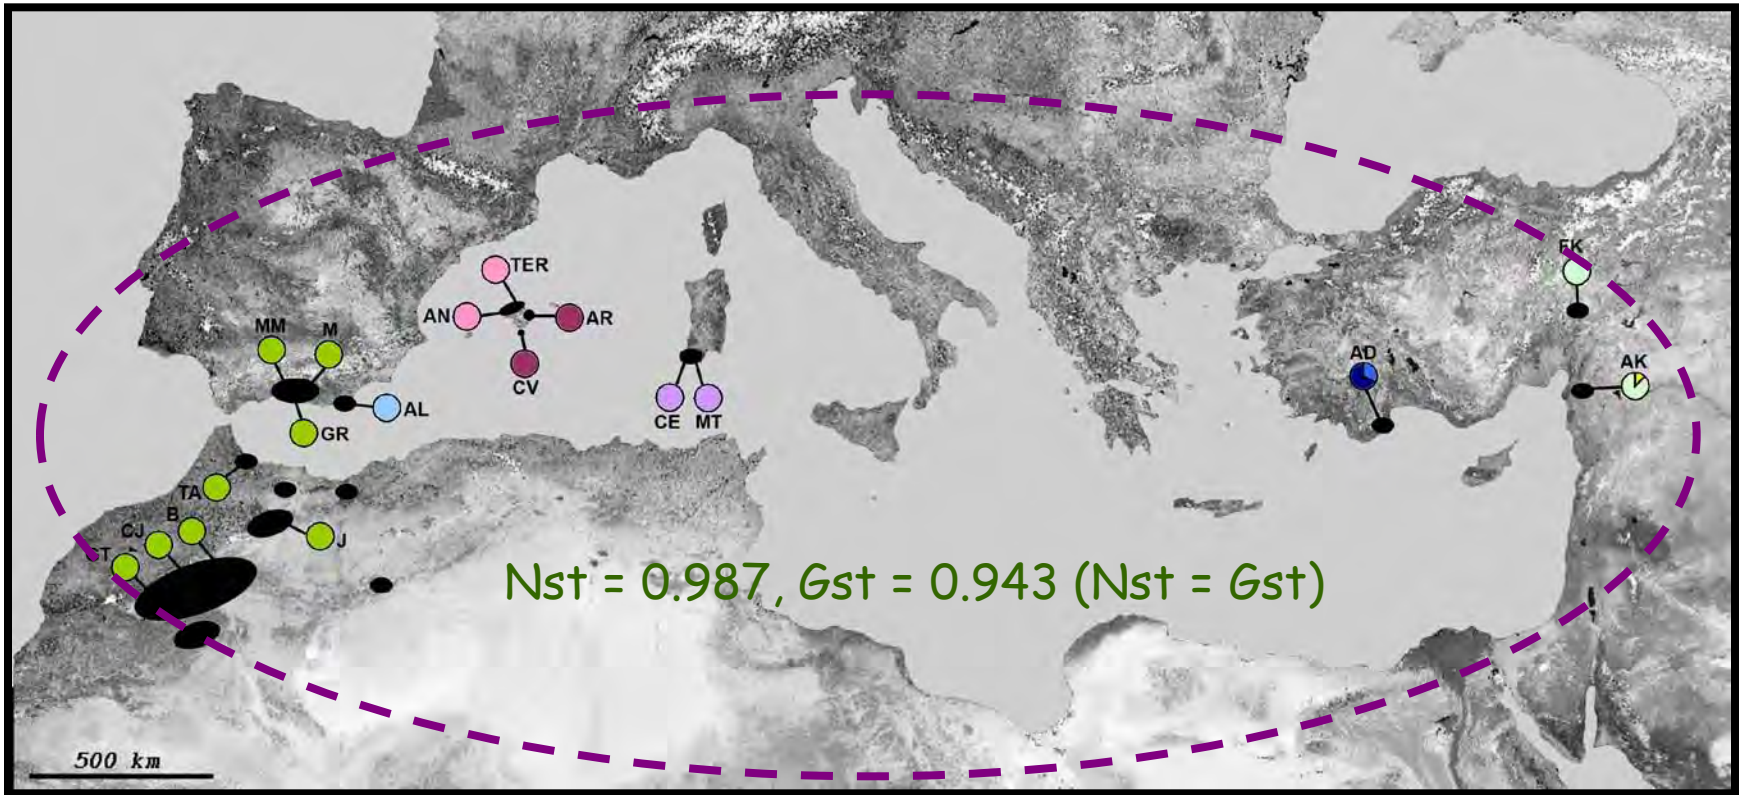 FK
TER
AN
AR
MM
M
AD
AK
CV
AL
CE
MT
GR
TA
B
CJ
J
Nst = 0.987, Gst = 0.943 (Nst = Gst)
500 km